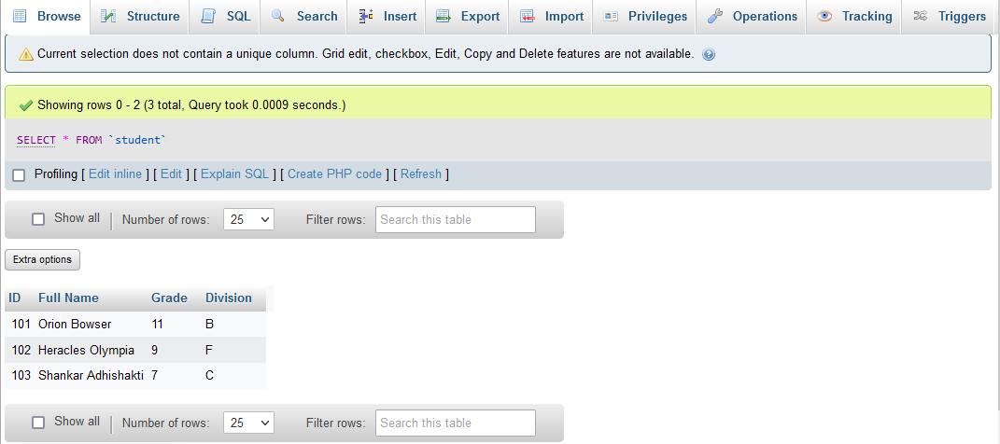 Browse Structure SQL Search Insert Export Import Privileges Operations Tracking Triggers
Current selection does not contain a unique column. Grid edit, checkbox, Edit, Copy and Delete features are not available.
Showing rows 0 - 2 (3 total, Query took 0.0009 seconds.)
SELECT * FROM `student`
Profiling [ Edit inline ] [ Edit ] [ Explain SQL ] [ Create PHP code ] [ Refresh ]
Show all | Number of rows: 25 Filter rows: Search this table
Extra options
ID Full Name Grade Division
101 Orion Bowser 11 B
102 Heracles Olympia 9 F
103 Shankar Adhishakti 7 C
Show all | Number of rows: 25 Filter rows: Search this table